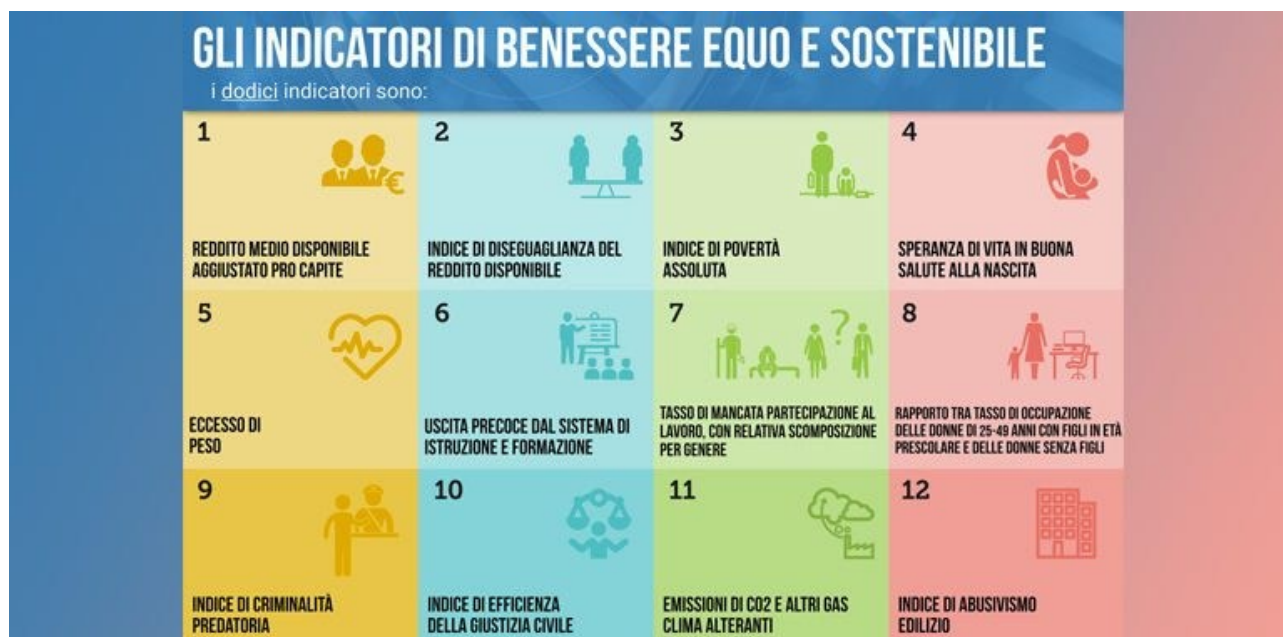 GLI INDICATORI DI BENESSERE EQUO E SOSTENIBILE
i dodici indicatori sono:
1
REDDITO MEDIO DISPONIBILE
AGGIUSTATO PRO CAPITE
2
INDICE DI DISEGUAGLIANZA DEL
REDDITO DISPONIBILE
3
INDICE DI POVERTÀ
ASSOLUTA
4
SPERANZA DI VITA IN BUONA
SALUTE ALLA NASCITA
5
ECCESSO DI
PESO
6
USCITA PRECOCE DAL SISTEMA DI
ISTRUZIONE E FORMAZIONE
7
TASSO DI MANCATA PARTECIPAZIONE AL
LAVORO, CON RELATIVA SCOMPOSIZIONE
PER GENERE
8
RAPPORTO TRA TASSO DI OCCUPAZIONE
DELLE DONNE DI 25-49 ANNI CON FIGLI IN ETÀ
PRESCOLARE E DELLE DONNE SENZA FIGLI
9
INDICE DI CRIMINALITÀ
PREDATORIA
10
INDICE DI EFFICIENZA
DELLA GIUSTIZIA CIVILE
11
EMISSIONI DI CO2 E ALTRI GAS
CLIMA ALTERANTI
12
INDICE DI ABUSIVISMO
EDILIZIO